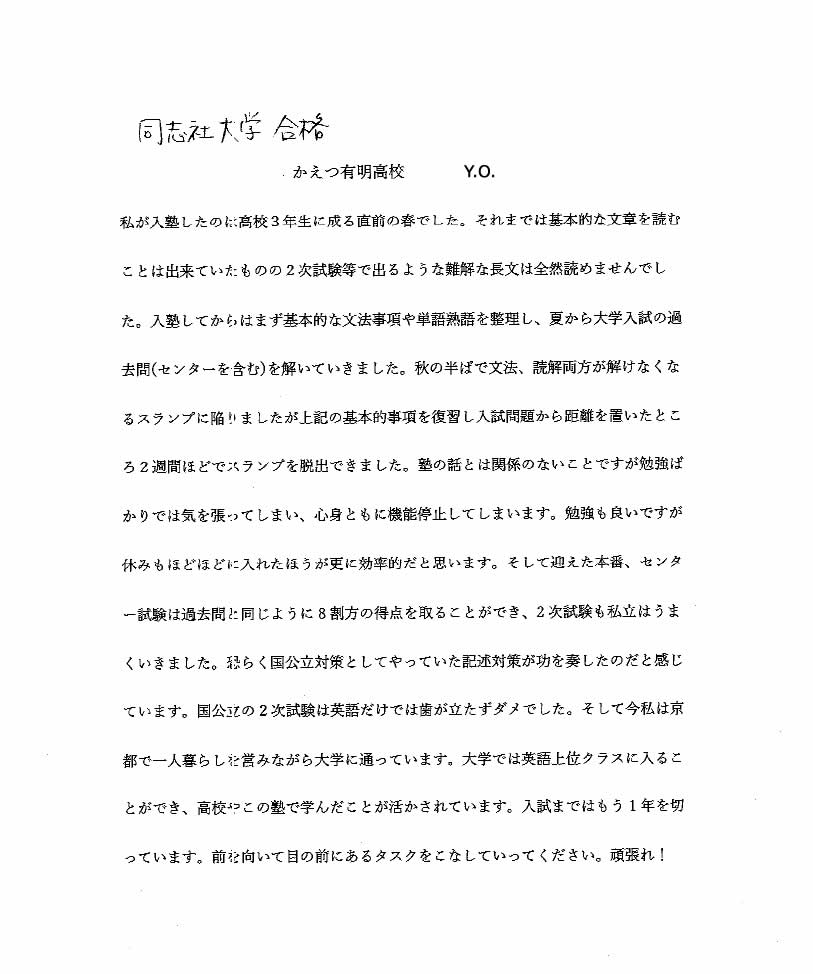 同志社大学 合格
かえつ有明高校 Y.O.
私が入塾したのは高校3年生に成る直前の春でした。それまでは基本的な文章を読む
ことは出来ていたものの2次試験等で出るような難解な長文は全然読めませんでし
た。入塾してからはまず基本的な文法事項や単語熟語を整理し、夏から大学入試の過
去問(センターを含む)を解いていきました。秋の半ばで文法、読解両方が解けなくな
るスランプに陥りましたが上記の基本的事項を復習し入試問題から距離を置いたとこ
ろ2週間ほどでスランプを脱出できました。塾の話とは関係のないことですが勉強ば
かりでは気を張ってしまい、心身ともに機能停止してしまいます。勉強も良いですが
休みもほどほどに入れたほうが更に効率的だと思います。そして迎えた本番、センタ
ー試験は過去問と同じように8割方の得点を取ることができ、2次試験も私立はうま
くいきました。恐らく国公立対策としてやっていた記述対策が功を奏したのだと感じ
ています。国公立の2次試験は英語だけでは歯が立たずダメでした。そして今私は京
都で一人暮らしを営みながら大学に通っています。大学では英語上位クラスに入るこ
とができ、高校やこの塾で学んだことが活かされています。入試まではもう1年を切
っています。前を向いて目の前にあるタスクをこなしていってください。頑張れ!